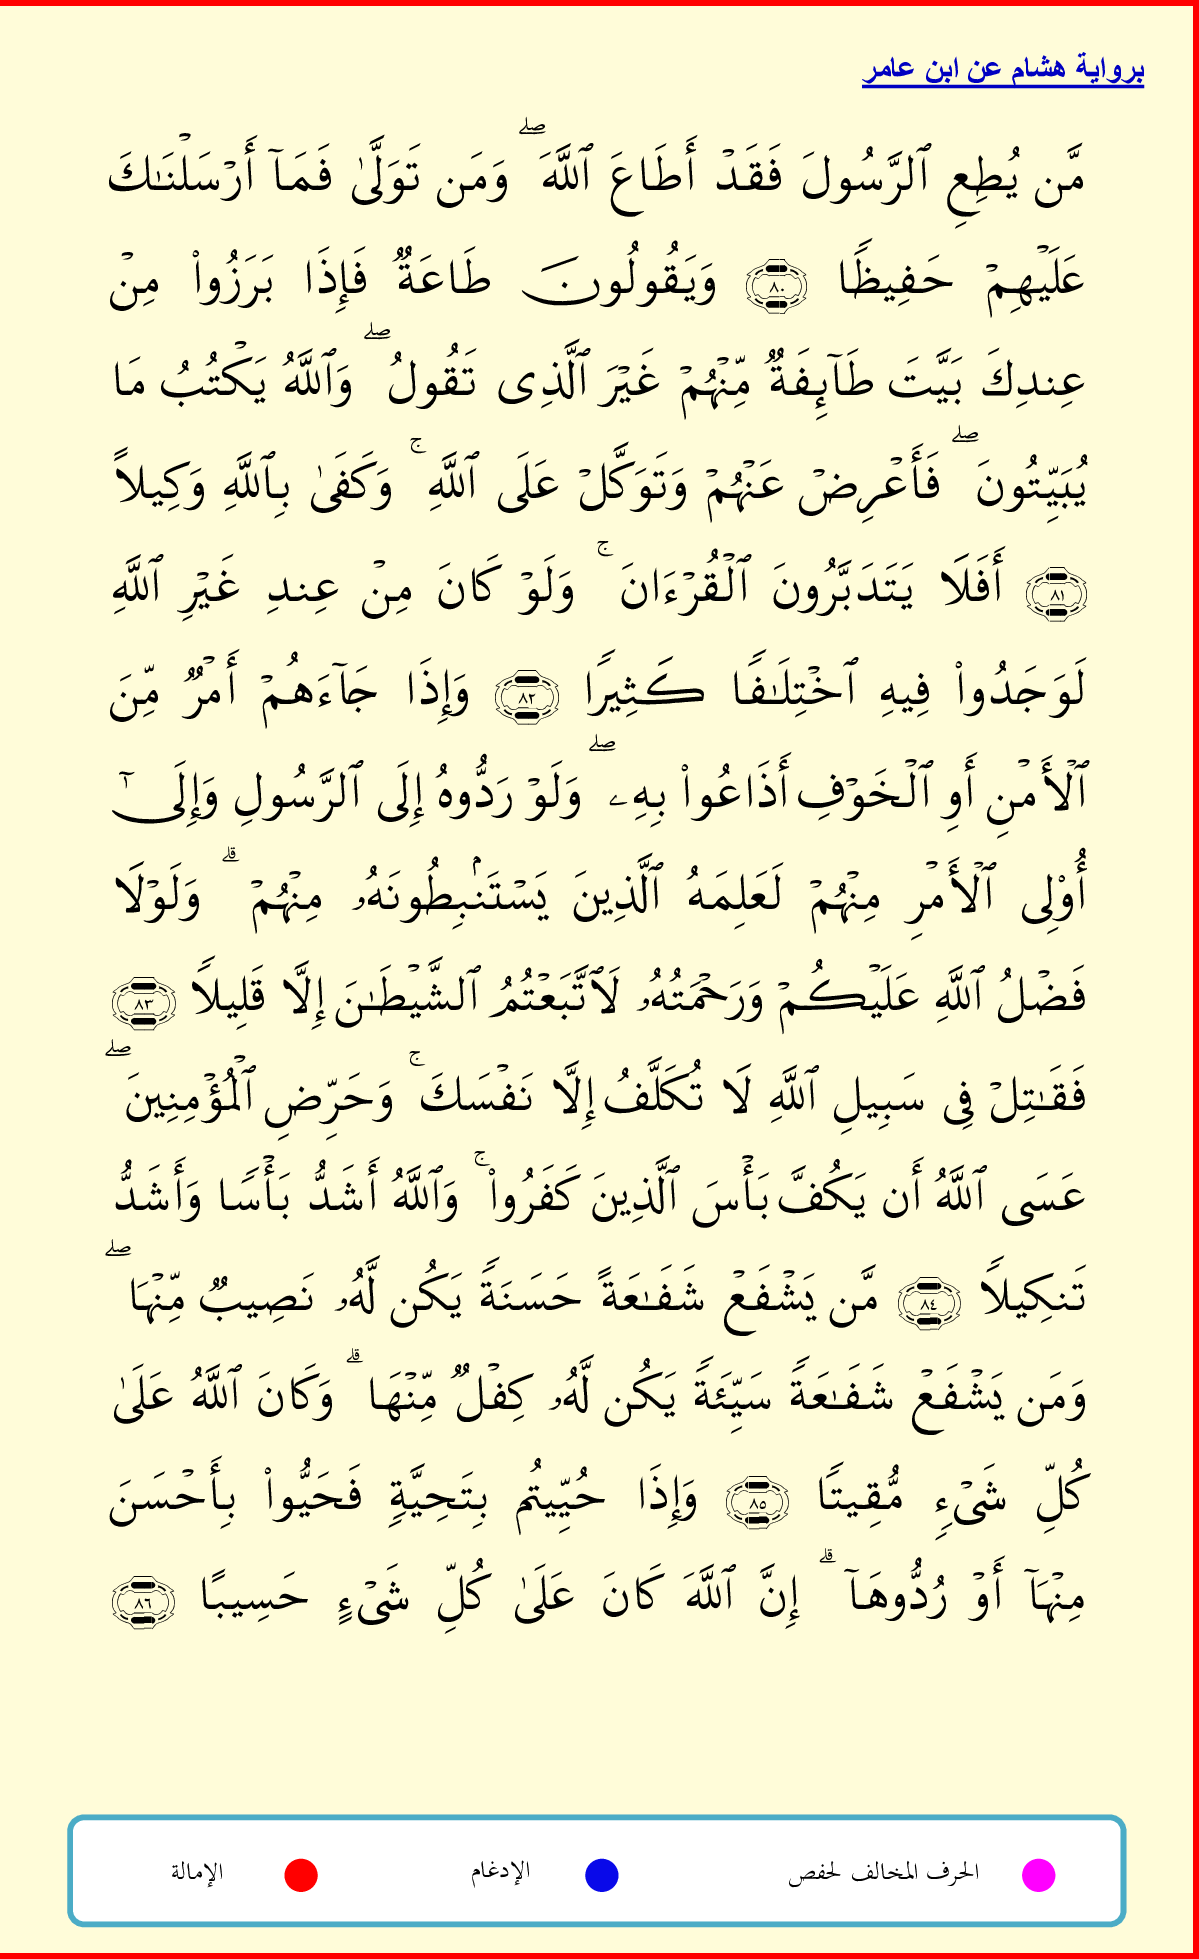 برواية هشام عن ابن عامر
مَّن يُطِعِ ٱلرَّسُولَ فَقَدۡ أَطَاعَ ٱللَّهَۖ وَمَن تَوَلَّىٰ فَمَآ أَرۡسَلۡنَٰكَ
عَلَيۡهِمۡ حَفِيظٗا ٨٠ وَيَقُولُونَ طَاعَةٞ فَإِذَا بَرَزُواْ مِنۡ
عِندِكَ بَيَّتَ طَآئِفَةٞ مِّنۡهُمۡ غَيۡرَ ٱلَّذِي تَقُولُۖ وَٱللَّهُ يَكۡتُبُ مَا
يُبَيِّتُونَۖ فَأَعۡرِضۡ عَنۡهُمۡ وَتَوَكَّلۡ عَلَى ٱللَّهِۚ وَكَفَىٰ بِٱللَّهِ وَكِيلًا
٨١ أَفَلَا يَتَدَبَّرُونَ ٱلۡقُرۡءَانَۚ وَلَوۡ كَانَ مِنۡ عِندِ غَيۡرِ ٱللَّهِ
لَوَجَدُواْ فِيهِ ٱخۡتِلَٰفٗا كَثِيرٗا ٨٢ وَإِذَا جَآءَهُمۡ أَمۡرٞ مِّنَ
ٱلۡأَمۡنِ أَوِ ٱلۡخَوۡفِ أَذَاعُواْ بِهِۦۖ وَلَوۡ رَدُّوهُ إِلَى ٱلرَّسُولِ وَإِلَىٰٓ
أُوْلِي ٱلۡأَمۡرِ مِنۡهُمۡ لَعَلِمَهُ ٱلَّذِينَ يَسۡتَنۢبِطُونَهُۥ مِنۡهُمۡۗ وَلَوۡلَا
فَضۡلُ ٱللَّهِ عَلَيۡكُمۡ وَرَحۡمَتُهُۥ لَٱتَّبَعۡتُمُ ٱلشَّيۡطَٰنَ إِلَّا قَلِيلٗا ٨٣
فَقَٰتِلۡ فِي سَبِيلِ ٱللَّهِ لَا تُكَلَّفُ إِلَّا نَفۡسَكَۚ وَحَرِّضِ ٱلۡمُؤۡمِنِينَۖ
عَسَى ٱللَّهُ أَن يَكُفَّ بَأۡسَ ٱلَّذِينَ كَفَرُواْۚ وَٱللَّهُ أَشَدُّ بَأۡسٗا وَأَشَدُّ
تَنكِيلٗا ٨٤ مَّن يَشۡفَعۡ شَفَٰعَةً حَسَنَةٗ يَكُن لَّهُۥ نَصِيبٞ مِّنۡهَاۖ
وَمَن يَشۡفَعۡ شَفَٰعَةٗ سَيِّئَةٗ يَكُن لَّهُۥ كِفۡلٞ مِّنۡهَاۗ وَكَانَ ٱللَّهُ عَلَىٰ
كُلِّ شَيۡءٖ مُّقِيتٗا ٨٥ وَإِذَا حُيِّيتُم بِتَحِيَّةٖ فَحَيُّواْ بِأَحۡسَنَ
مِنۡهَآ أَوۡ رُدُّوهَآۗ إِنَّ ٱللَّهَ كَانَ عَلَىٰ كُلِّ شَيۡءٍ حَسِيبًا ٨٦
الحرف المخالف لحفص الإدغام الإمالة